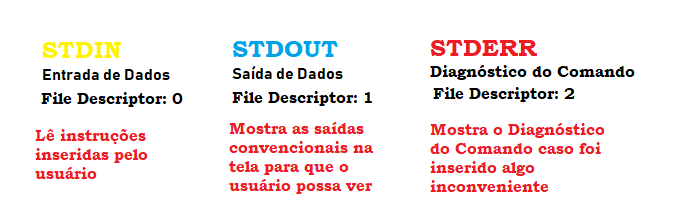 STDIN
Entrada de Dados
File Descriptor: 0
Lê instruções
inseridas pelo
usuário
STDOUT
Saída de Dados
File Descriptor: 1
Mostra as saídas
convencionais na
tela para que o
usuário possa ver
STDERR
Diagnóstico do Comando
File Descriptor: 2
Mostra o Diagnóstico
do Comando caso foi
inserido algo
inconveniente